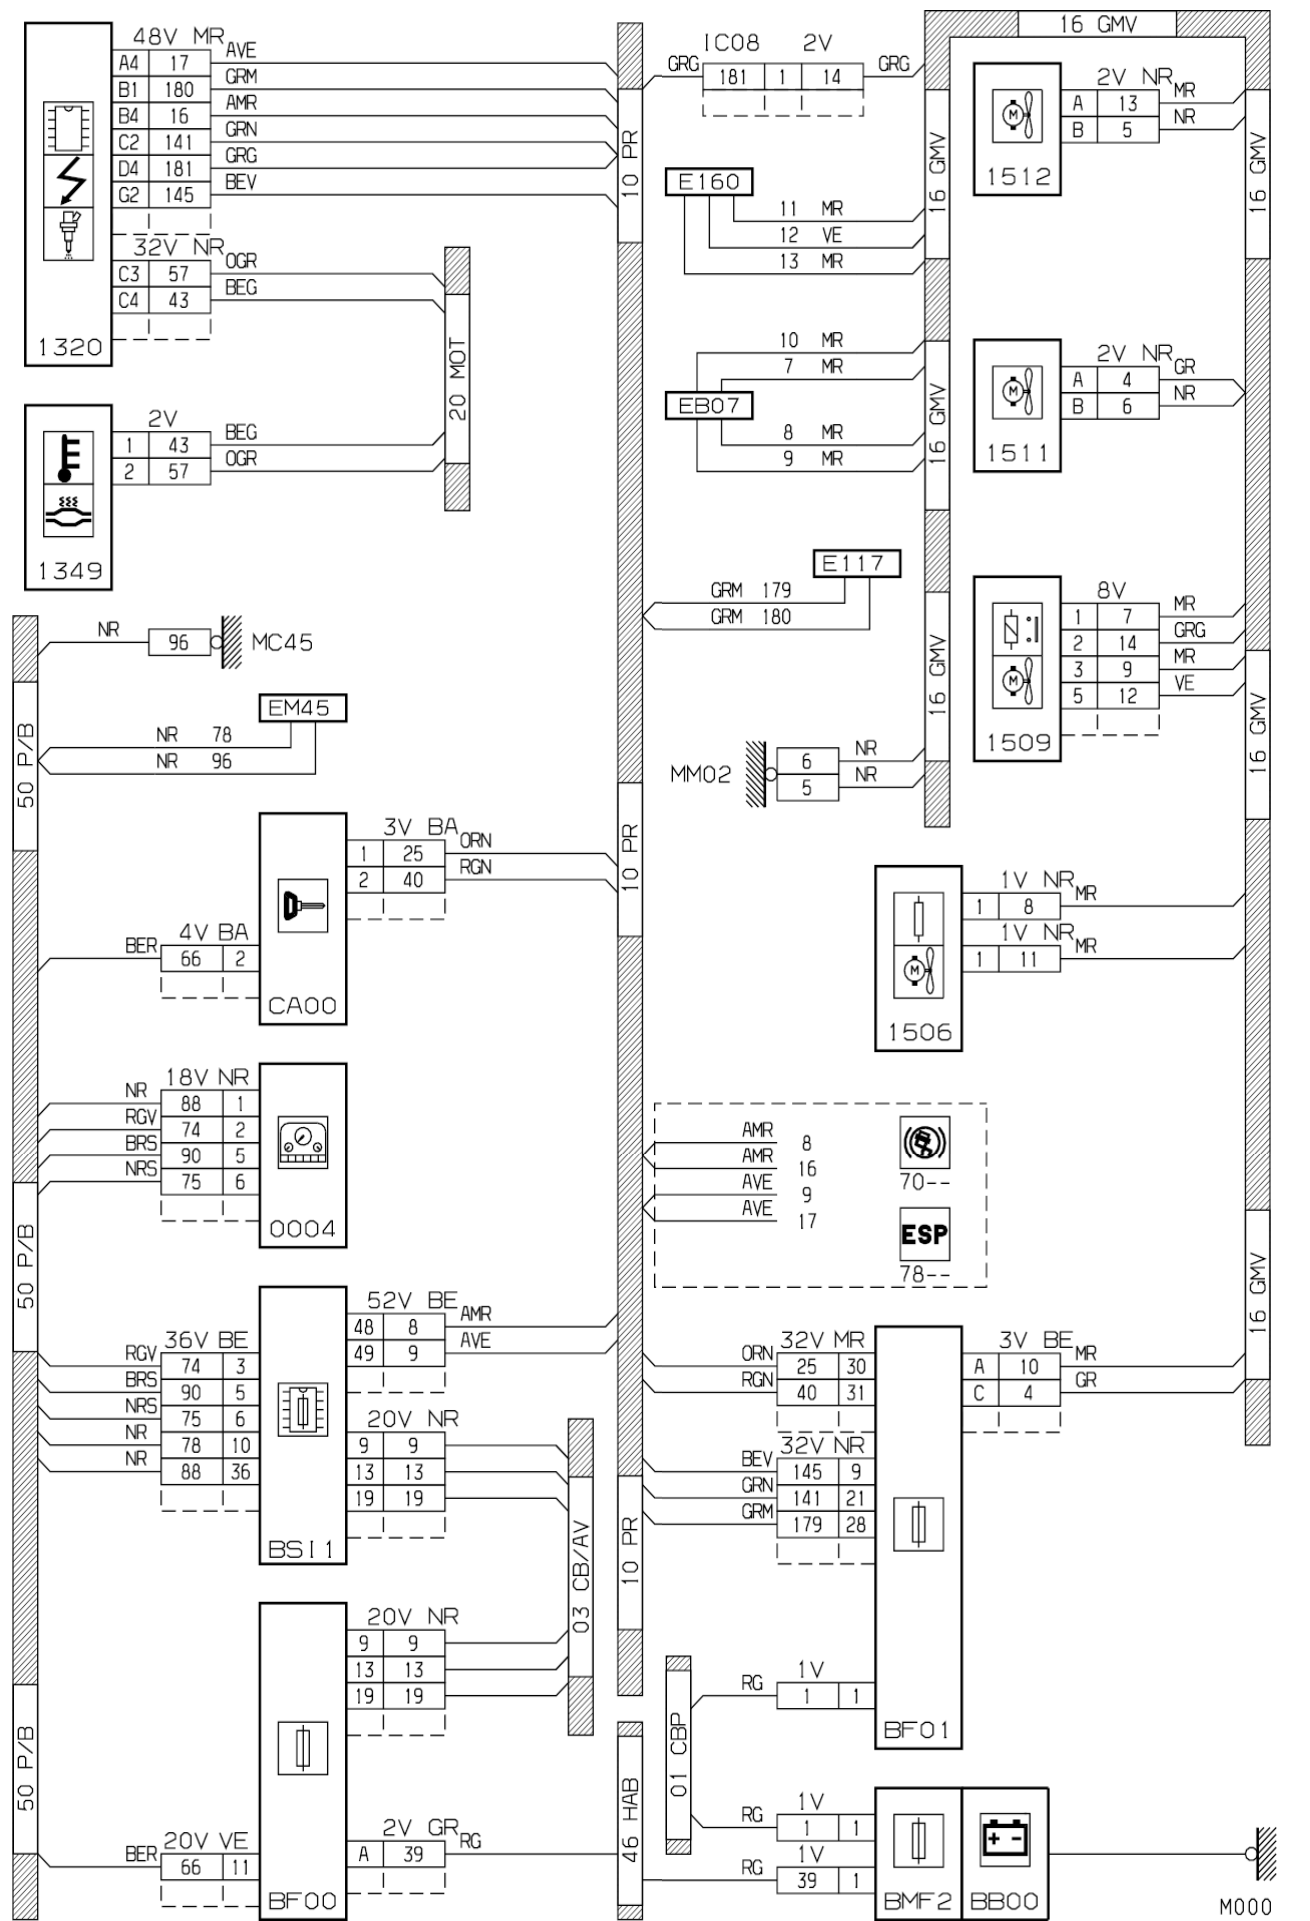 48V MR
A4 17 AVE
B1 180 GRM
B4 16 AMR
C2 141 GRN
D4 181 GRG
G2 145 BEV
32V NR
C3 57 OGR
C4 43 BEG
1320
2V
1 43 BEG
2 57 OGR
1349
20 MOT
10 PR
IC08 2V
GRG 181 1 14 GRG
E160
11 MR
12 VE
13 MR
10 MR
7 MR
EB07
8 MR
9 MR
E117
GRM 179
GRM 180
MM02
6 NR
5 NR
16 GMV
16 GMV
16 GMV
16 GMV
16 GMV
M
2V NR
A 13 MR
B 5 NR
1512
M
2V NR
A 4 GR
B 6 NR
1511
M
8V
1 7 MR
2 14 GRG
3 9 MR
5 12 VE
1509
16 GMV
NR 96 MC45
EM45
NR 78
NR 96
50 P/B
3V BA
1 25 ORN
2 40 RGN
4V BA
BER 66 2
CA00
10 PR
1V NR
1 8 MR
1V NR
1 11 MR
M
1506
18V NR
NR 88 1
RGV 74 2
BRS 90 5
NRS 75 6
0004
50 P/B
AMR 8
AMR 16
AVE 9
AVE 17
70--
ESP
78--
52V BE
48 8 AMR
49 9 AVE
36V BE
RGV 74 3
BRS 90 5
NRS 75 6
NR 78 10
NR 88 36
20V NR
9 9
13 13
19 19
BSI1
03 CB/AV
10 PR
32V MR
ORN 25 30
RGN 40 31
32V NR
BEV 145 9
GRN 141 21
GRM 179 28
3V BE
A 10 MR
C 4 GR
16 GMV
1V
RG 1 1
BF01
20V NR
9 9
13 13
19 19
2V GR
A 39 RG
20V VE
BER 66 11
BF00
50 P/B
46 HAB
01 CBP
1V
RG 1 1
1V
RG 39 1
BMF2
+ -
BB00
M000